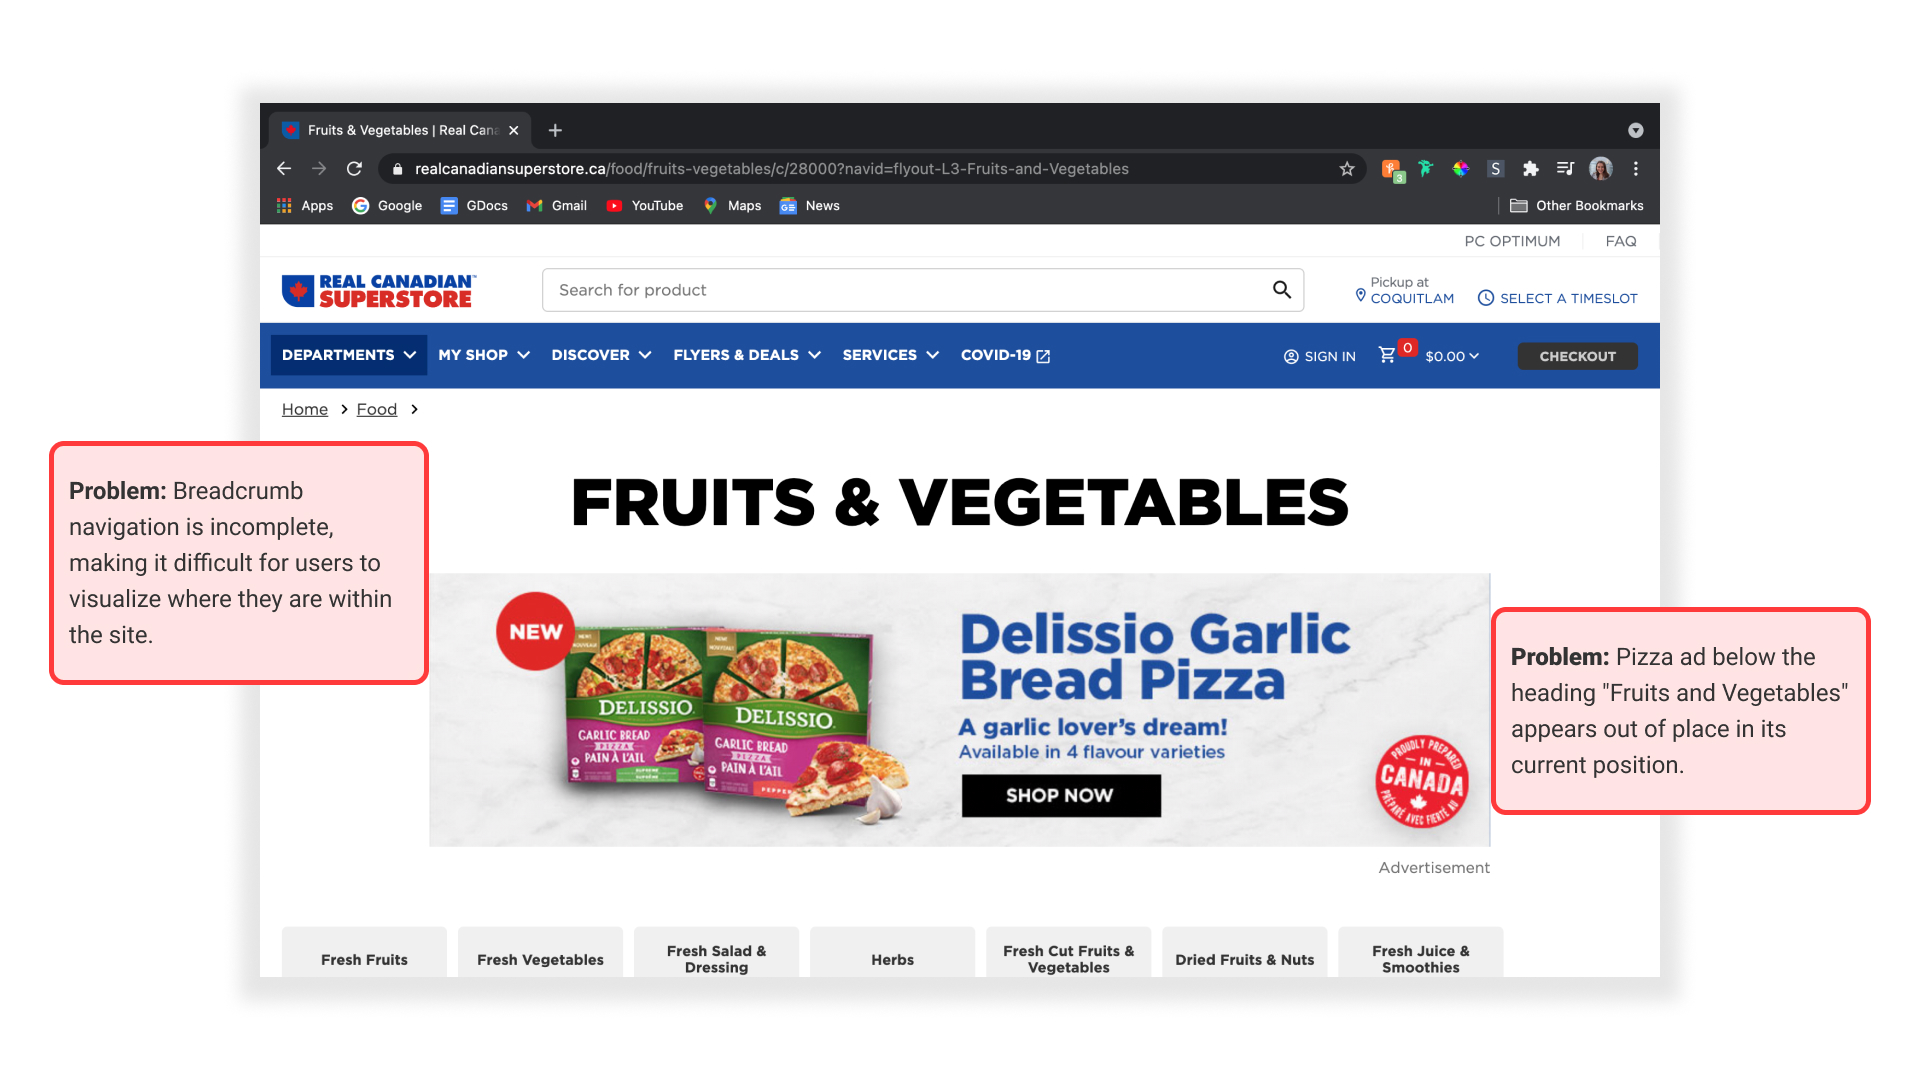 Fruits & Vegetables | Real Cana
realcanadiansuperstore.ca/food/fruits-vegetables/c/28000?navid=flyout-L3-Fruits-and-Vegetables
3
S
Apps
Google
GDocs
Gmail
YouTube
Maps
GE
News
Other Bookmarks
PC OPTIMUM
FAQ
REAL CANADIAN™
SUPERSTORE
Search for product
Pickup at
COQUITLAM
SELECT A TIMESLOT
DEPARTMENTS
MY SHOP
DISCOVER
FLYERS & DEALS
SERVICES
COVID-19
SIGN IN
0
$0.00
CHECKOUT
Home
Food
Problem: Breadcrumb
navigation is incomplete,
making it difficult for users to
visualize where they are within
the site.
FRUITS & VEGETABLES
NEW
DELISSIO
GARLIC BREAD
PIZZA
PAIN À L'AIL
SUPREME
SUPRÊME
DELISSIO
GARLIC BREAD
PIZZA
PAIN À L'AIL
PEPPER
Delissio Garlic
Bread Pizza
A garlic lover's dream!
Available in 4 flavour varieties
SHOP NOW
PROUDLY PREPARED
IN
CANADA
PRÉPARÉ AVEC FIERTÉ AU
Problem: Pizza ad below the
heading "Fruits and Vegetables"
appears out of place in its
current position.
Advertisement
Fresh Fruits
Fresh Vegetables
Fresh Salad &
Dressing
Herbs
Fresh Cut Fruits &
Vegetables
Dried Fruits & Nuts
Fresh Juice &
Smoothies